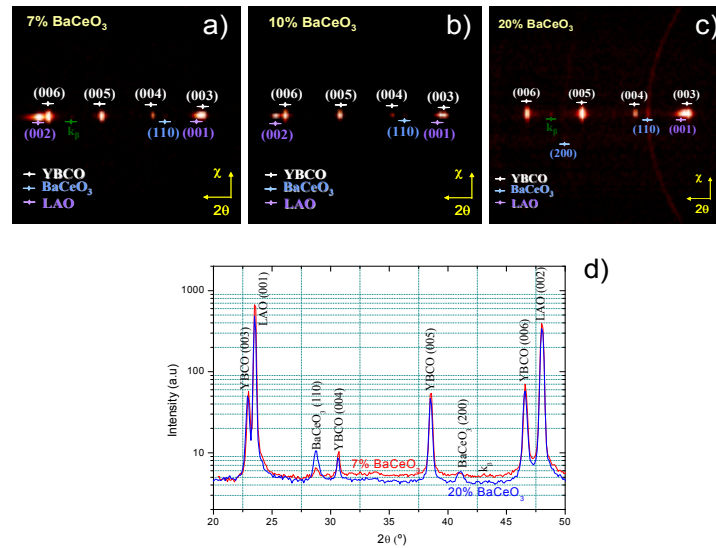 7% BaCeO3
a)
(006) (005) (004) (003)
(002) kβ (110) (001)
YBCO
BaCeO3
LAO
χ
2θ
10% BaCeO3
b)
(006) (005) (004) (003)
(002) (110) (001)
YBCO
BaCeO3
LAO
χ
2θ
20% BaCeO3
c)
(006) (005) (004) (003)
kβ (110) (001)
(200)
YBCO
BaCeO3
LAO
χ
2θ
d)
Intensity (a.u)
1000
100
10
YBCO (003)
LAO (001)
BaCeO3 (110)
YBCO (004)
YBCO (005)
BaCeO3 (200)
kβ
YBCO (006)
LAO (002)
7% BaCeO3
20% BaCeO3
20 25 30 35 40 45 50
2θ (º)